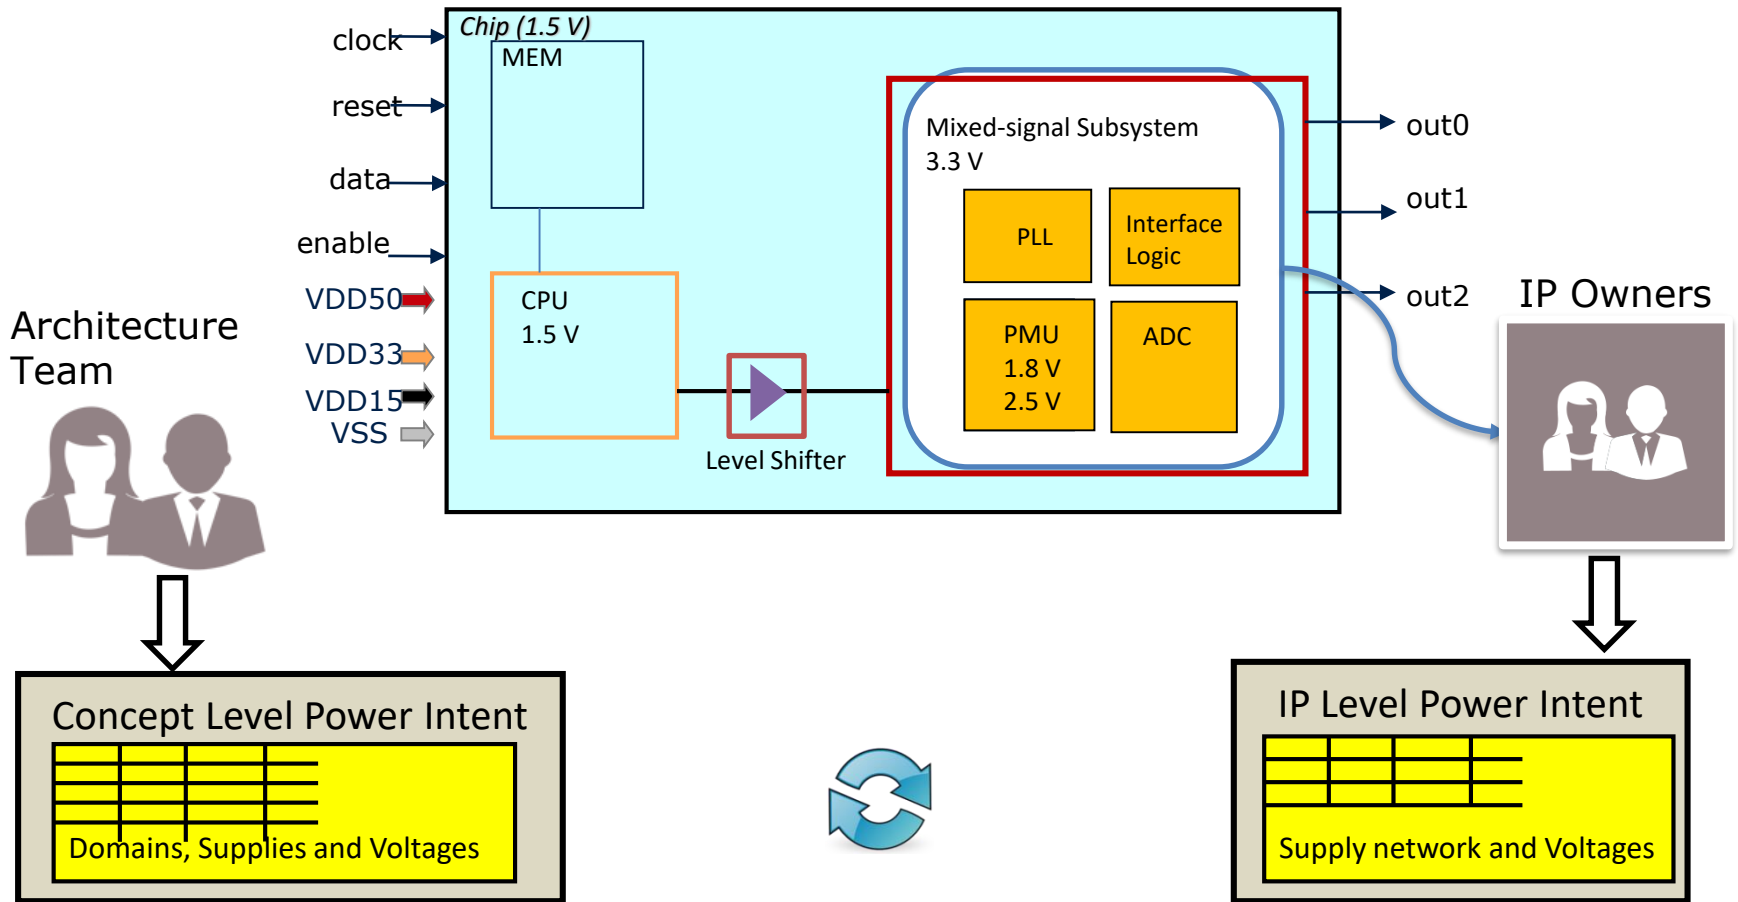 Chip (1.5 V)
MEM
clock
reset
data
enable
VDD50
VDD33
VDD15
VSS
CPU
1.5 V
Level Shifter
Mixed-signal Subsystem
3.3 V
PLL
Interface
Logic
PMU
1.8 V
2.5 V
ADC
out0
out1
out2
Architecture
Team
IP Owners
Concept Level Power Intent
Domains, Supplies and Voltages
IP Level Power Intent
Supply network and Voltages